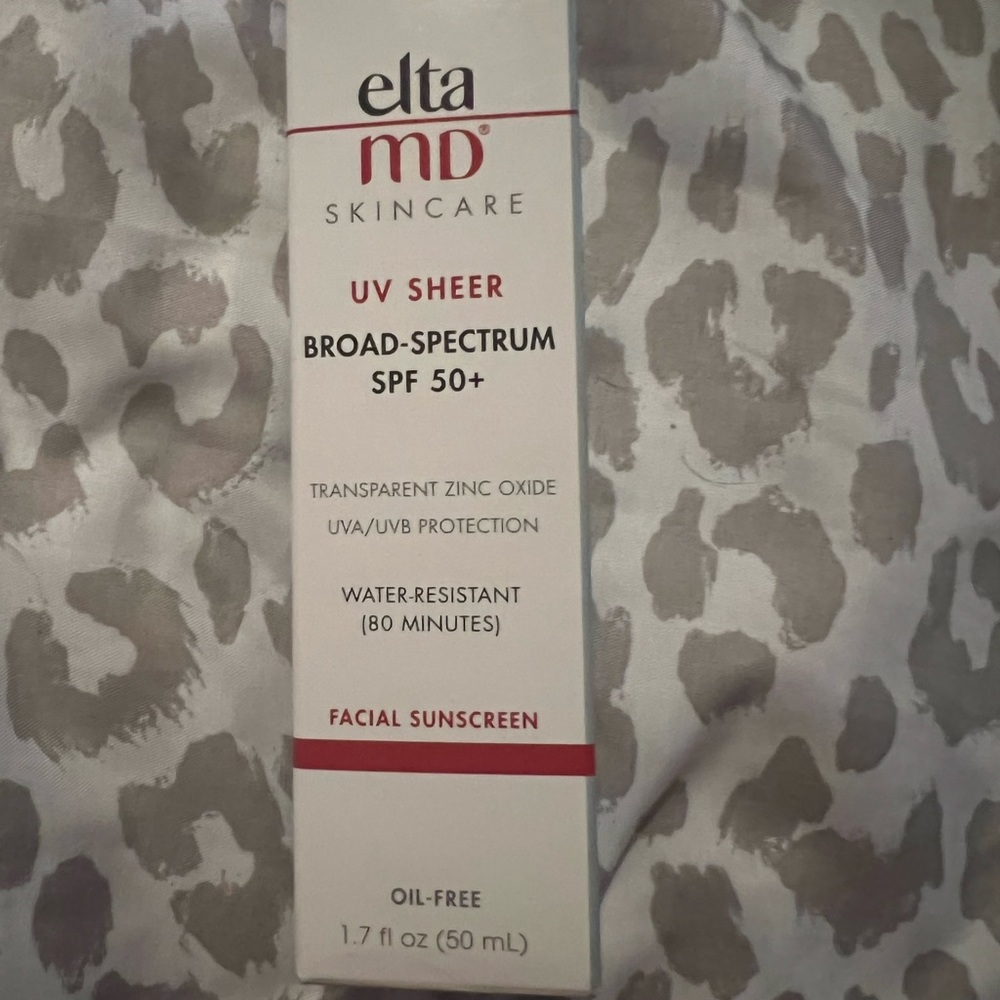 elta
MD®
SKINCARE
UV SHEER
BROAD-SPECTRUM
SPF 50+
TRANSPARENT ZINC OXIDE
UVA/UVB PROTECTION
WATER-RESISTANT
(80 MINUTES)
FACIAL SUNSCREEN
OIL-FREE
1.7 fl oz (50 mL)